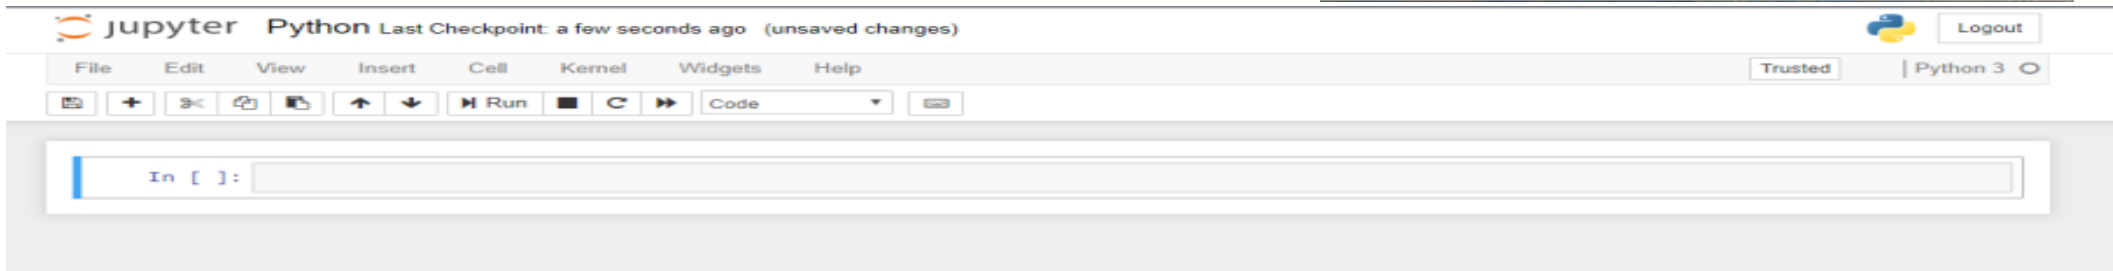 jupyter Python Last Checkpoint: a few seconds ago (unsaved changes) Logout
File Edit View Insert Cell Kernel Widgets Help Trusted | Python 3
Run Code
In [ ]: